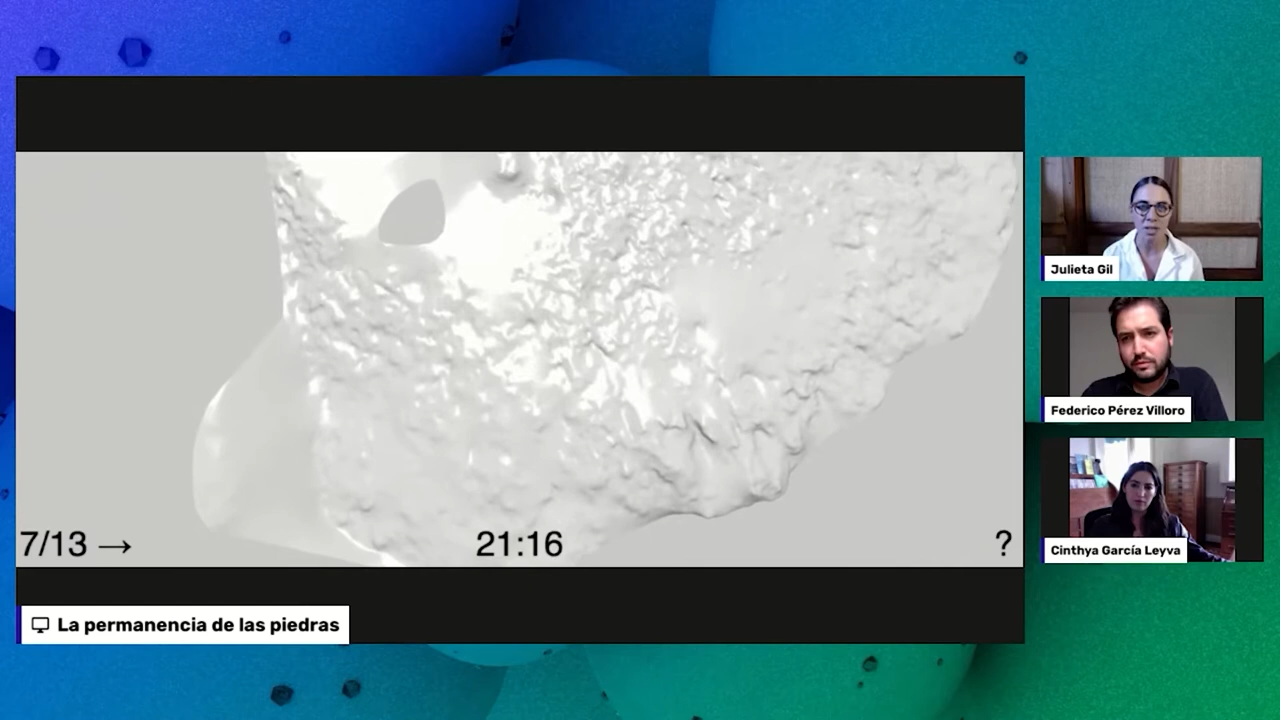 7/13 →
21:16
?
La permanencia de las piedras
Julieta Gil
Federico Pérez Villoro
Cinthya García Leyva